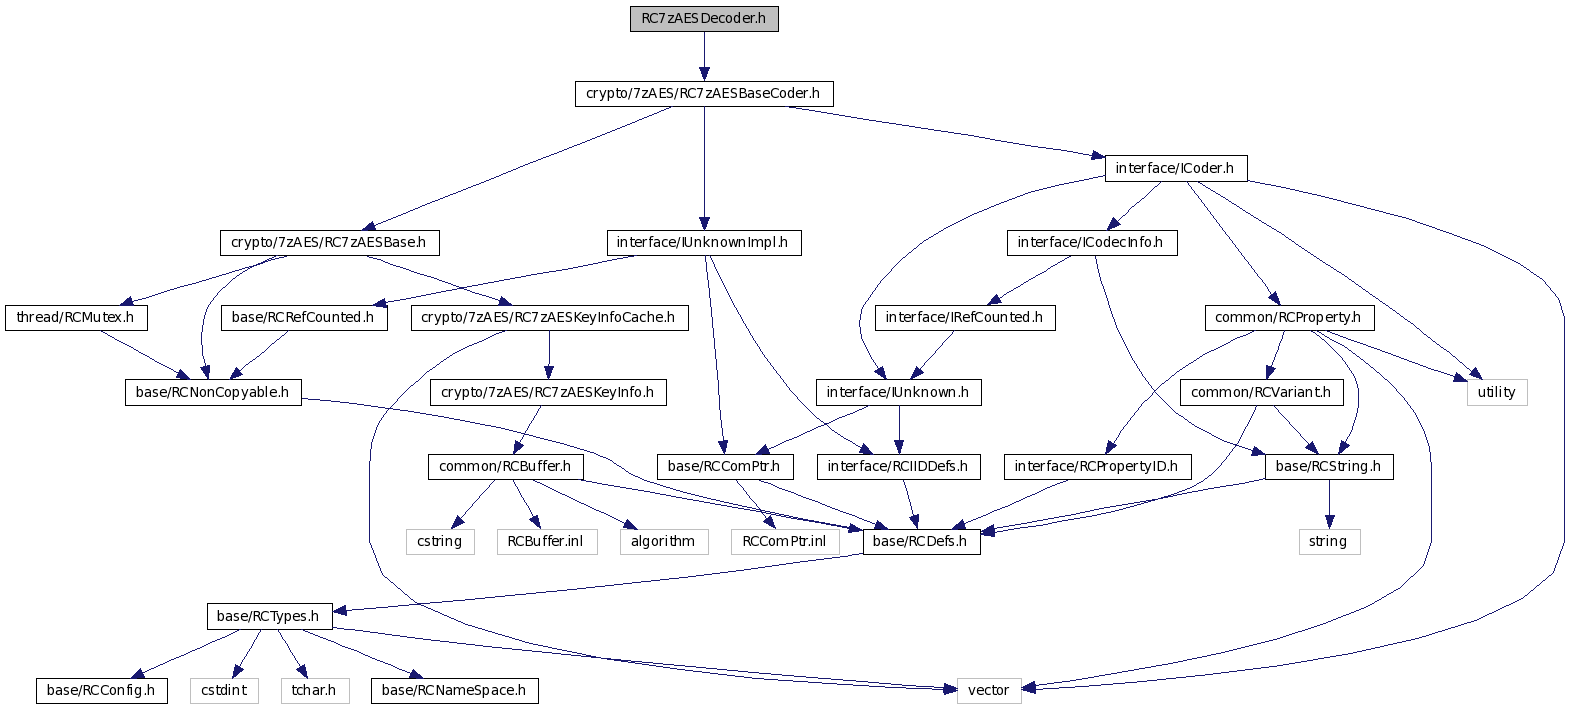 RC7zAESDecoder.h
crypto/7zAES/RC7zAESBaseCoder.h
interface/ICoder.h
crypto/7zAES/RC7zAESBase.h
interface/IUnknownImpl.h
interface/ICodecInfo.h
thread/RCMutex.h
base/RCRefCounted.h
crypto/7zAES/RC7zAESKeyInfoCache.h
interface/IRefCounted.h
common/RCProperty.h
base/RCNonCopyable.h
crypto/7zAES/RC7zAESKeyInfo.h
interface/IUnknown.h
common/RCVariant.h
utility
common/RCBuffer.h
base/RCComPtr.h
interface/RCIIDDefs.h
interface/RCPropertyID.h
base/RCString.h
cstring
RCBuffer.inl
algorithm
RCComPtr.inl
base/RCDefs.h
string
base/RCTypes.h
base/RCConfig.h
cstdint
tchar.h
base/RCNameSpace.h
vector